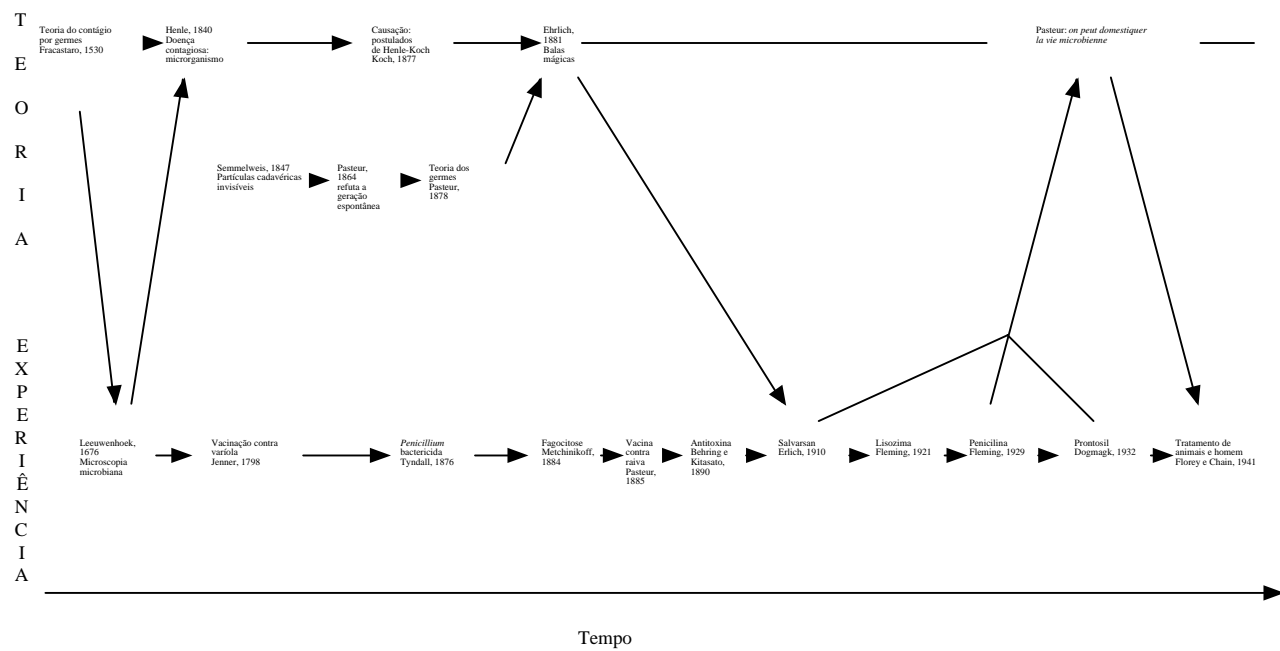 TEORIA
Teoria do contágio
por germes
Fracastaro, 1530
Henle, 1840
Doença
contagiosa:
microrganismo
Causação:
postulados
de Henle-Koch
Koch, 1877
Ehrlich,
1881
Balas
mágicas
Pasteur: on peut domestiquer
la vie microbienne
Semmelweis, 1847
Partículas cadavéricas
invisíveis
Pasteur,
1864
refuta a
geração
espontânea
Teoria dos
germes
Pasteur,
1878
EXPERIÊNCIA
Leeuwenhoek,
1676
Microscopia
microbiana
Vacinação contra
varíola
Jenner, 1798
Penicillium
bactericida
Tyndall, 1876
Fagocitose
Metchinikoff,
1884
Vacina
contra
raiva
Pasteur,
1885
Antitoxina
Behring e
Kitasato,
1890
Salvarsan
Erlich, 1910
Lisozima
Fleming, 1921
Penicilina
Fleming, 1929
Prontosil
Dogmagk, 1932
Tratamento de
animais e homem
Florey e Chain, 1941
Tempo